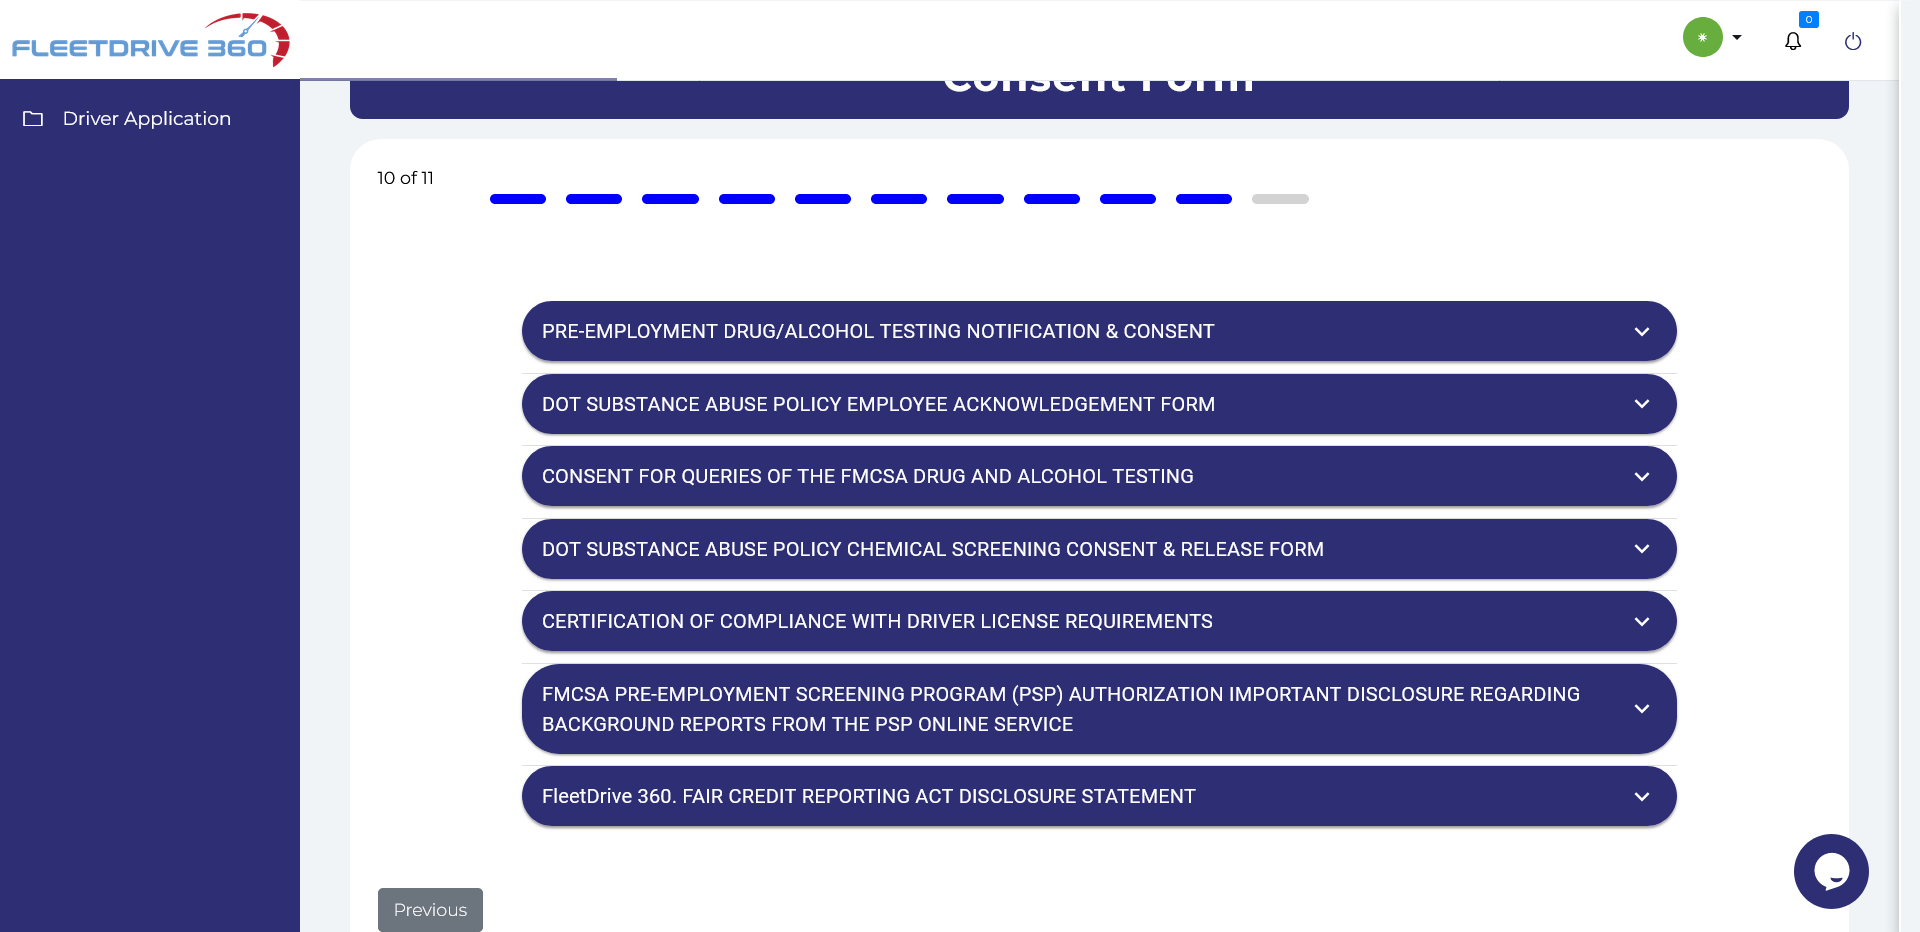 FLEETDRIVE 360
0
Driver Application
Consent Form
10 of 11
PRE-EMPLOYMENT DRUG/ALCOHOL TESTING NOTIFICATION & CONSENT
DOT SUBSTANCE ABUSE POLICY EMPLOYEE ACKNOWLEDGEMENT FORM
CONSENT FOR QUERIES OF THE FMCSA DRUG AND ALCOHOL TESTING
DOT SUBSTANCE ABUSE POLICY CHEMICAL SCREENING CONSENT & RELEASE FORM
CERTIFICATION OF COMPLIANCE WITH DRIVER LICENSE REQUIREMENTS
FMCSA PRE-EMPLOYMENT SCREENING PROGRAM (PSP) AUTHORIZATION IMPORTANT DISCLOSURE REGARDING
BACKGROUND REPORTS FROM THE PSP ONLINE SERVICE
FleetDrive 360. FAIR CREDIT REPORTING ACT DISCLOSURE STATEMENT
Previous